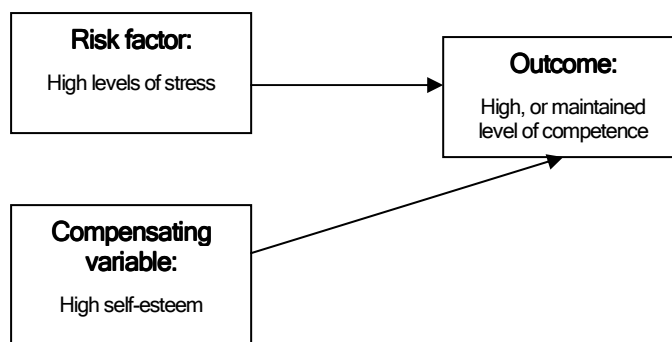 Risk factor:
High levels of stress
Outcome:
High, or maintained
level of competence
Compensating
variable:
High self-esteem